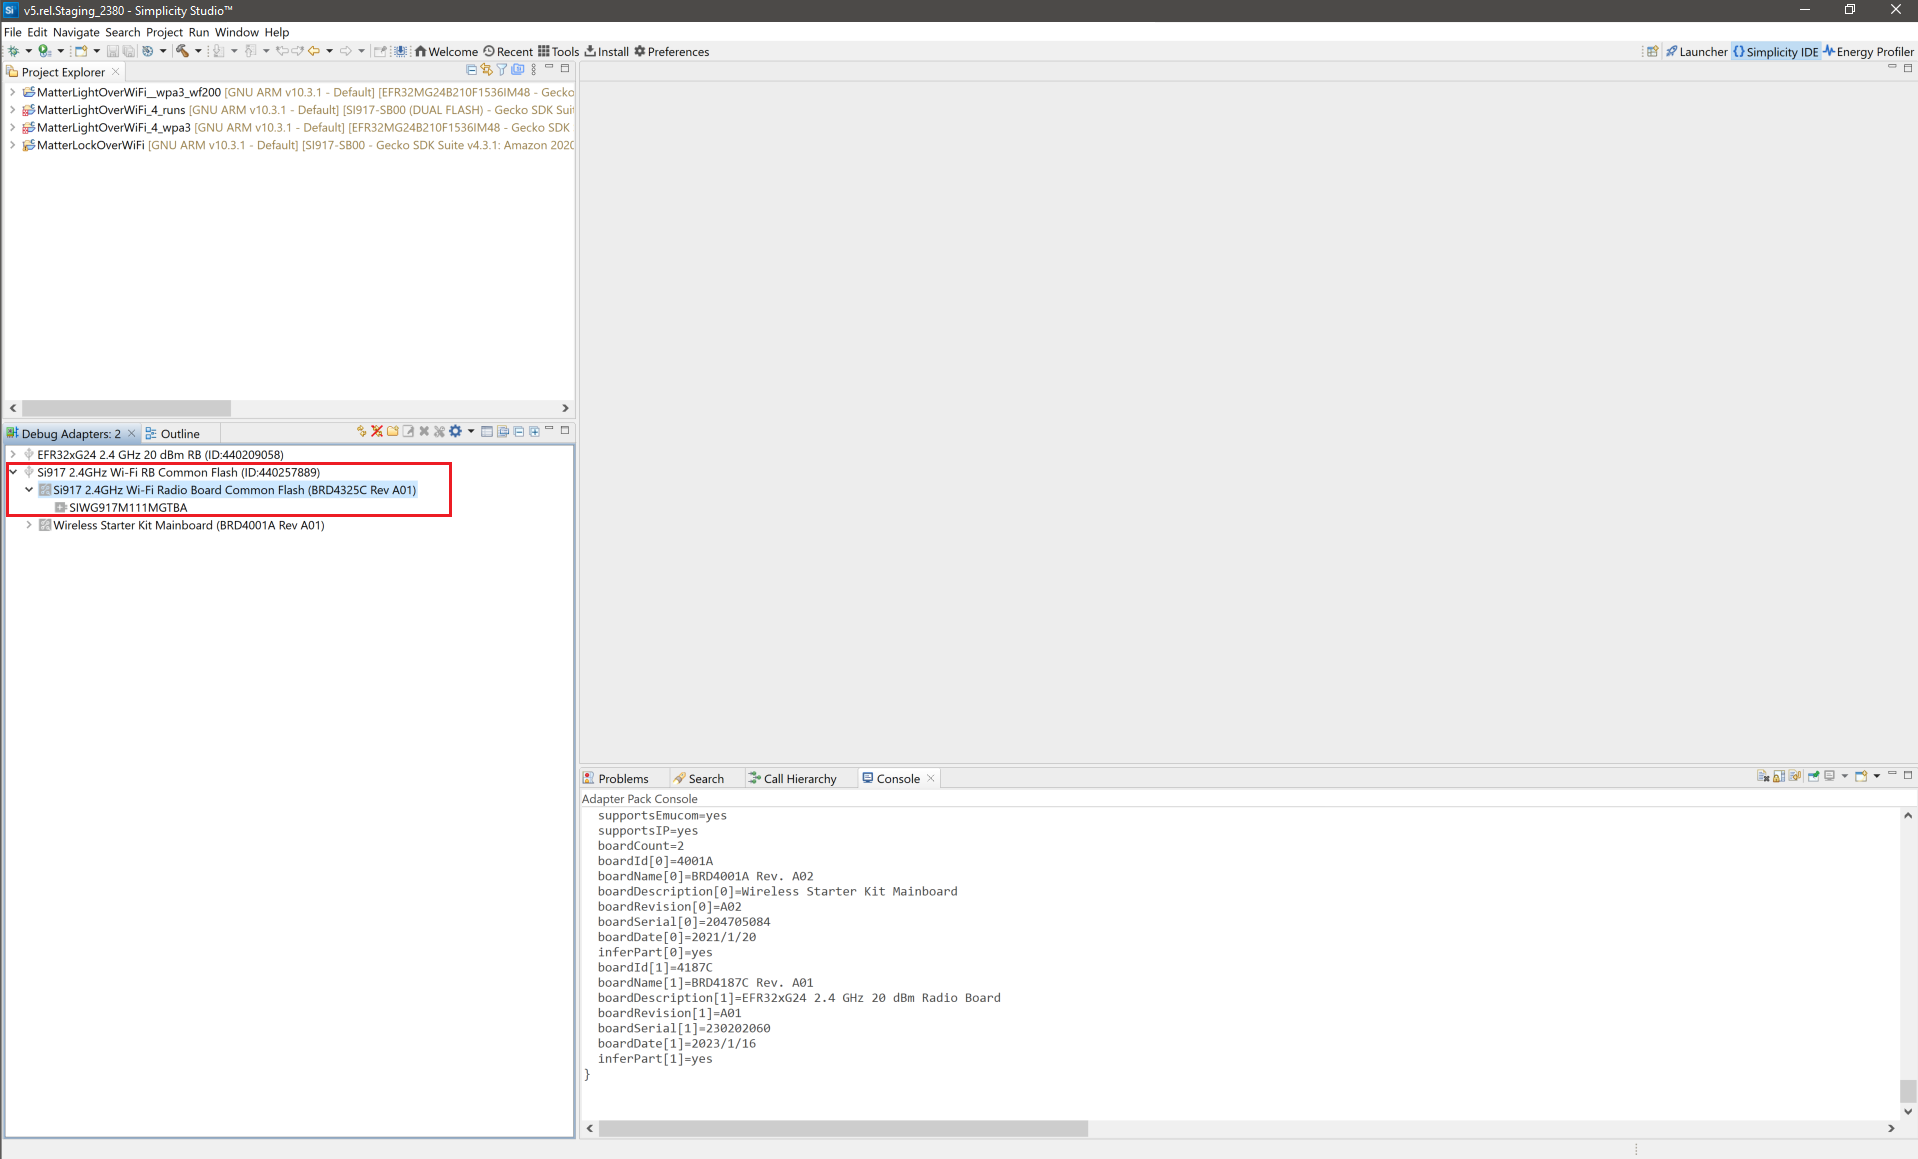 Si v5.rel.Staging_2380 - Simplicity Studio™
File Edit Navigate Search Project Run Window Help
Welcome Recent Tools Install Preferences Launcher {} Simplicity IDE Energy Profiler
Project Explorer
MatterLightOverWiFi__wpa3_wf200 [GNU ARM v10.3.1 - Default] [EFR32MG24B210F1536IM48 - Gecko
MatterLightOverWiFi_4_runs [GNU ARM v10.3.1 - Default] [SI917-SB00 (DUAL FLASH) - Gecko SDK Suit
MatterLightOverWiFi_4_wpa3 [GNU ARM v10.3.1 - Default] [EFR32MG24B210F1536IM48 - Gecko SDK
MatterLockOverWiFi [GNU ARM v10.3.1 - Default] [SI917-SB00 - Gecko SDK Suite v4.3.1: Amazon 2020
Debug Adapters: 2 Outline
EFR32xG24 2.4 GHz 20 dBm RB (ID:440209058)
Si917 2.4GHz Wi-Fi RB Common Flash (ID:440257889)
Si917 2.4GHz Wi-Fi Radio Board Common Flash (BRD4325C Rev A01)
SIWG917M111MGTBA
Wireless Starter Kit Mainboard (BRD4001A Rev A01)
Problems Search Call Hierarchy Console
Adapter Pack Console
supportsEmucom=yes
supportsIP=yes
boardCount=2
boardId[0]=4001A
boardName[0]=BRD4001A Rev. A02
boardDescription[0]=Wireless Starter Kit Mainboard
boardRevision[0]=A02
boardSerial[0]=204705084
boardDate[0]=2021/1/20
inferPart[0]=yes
boardId[1]=4187C
boardName[1]=BRD4187C Rev. A01
boardDescription[1]=EFR32xG24 2.4 GHz 20 dBm Radio Board
boardRevision[1]=A01
boardSerial[1]=230202060
boardDate[1]=2023/1/16
inferPart[1]=yes
}